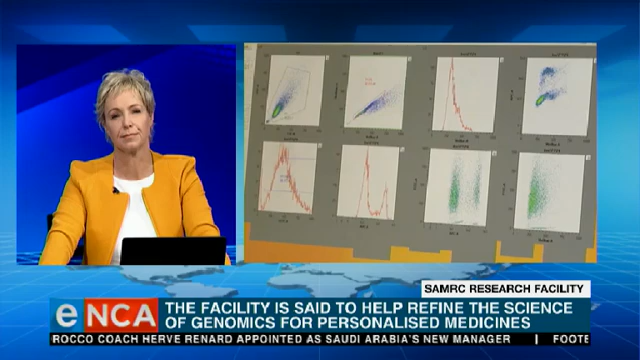 SAMRC RESEARCH FACILITY
eNCA
THE FACILITY IS SAID TO HELP REFINE THE SCIENCE
OF GENOMICS FOR PERSONALISED MEDICINES
ROCCO COACH HERVE RENARD APPOINTED AS SAUDI ARABIA'S NEW MANAGER | FOOTE